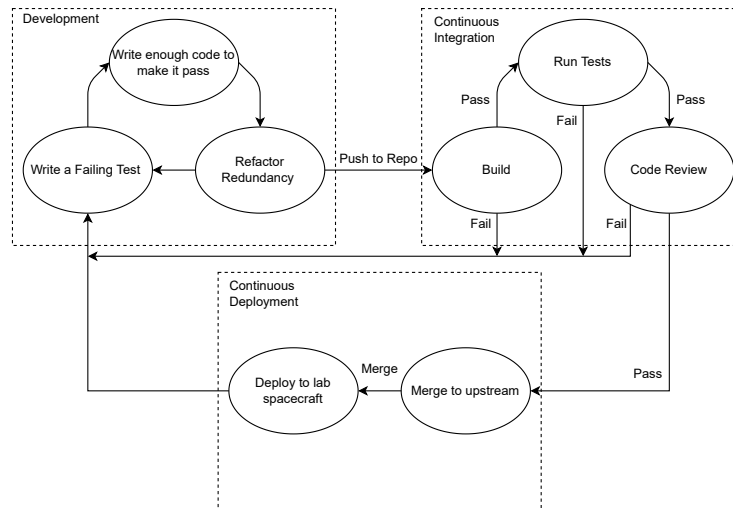 Development
Write enough code to
make it pass
Write a Failing Test
Refactor
Redundancy
Push to Repo
Continuous
Integration
Run Tests
Pass
Pass
Fail
Build
Code Review
Fail
Fail
Continuous
Deployment
Deploy to lab
spacecraft
Merge
Merge to upstream
Pass